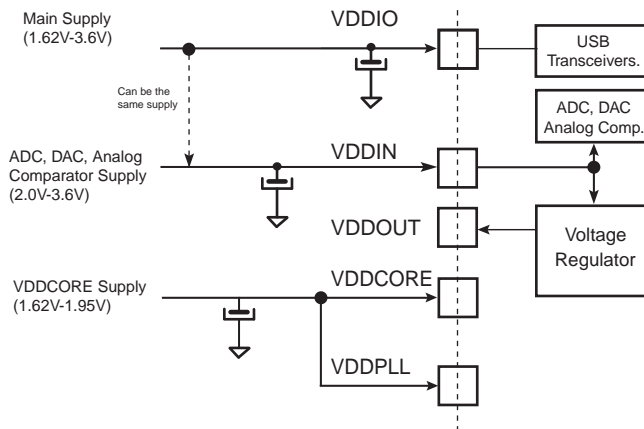 Main Supply
(1.62V-3.6V)
VDDIO
USB
Transceivers.
Can be the
same supply
ADC, DAC
Analog Comp.
ADC, DAC, Analog
Comparator Supply
(2.0V-3.6V)
VDDIN
VDDOUT
Voltage
Regulator
VDDCORE Supply
(1.62V-1.95V)
VDDCORE
VDDPLL